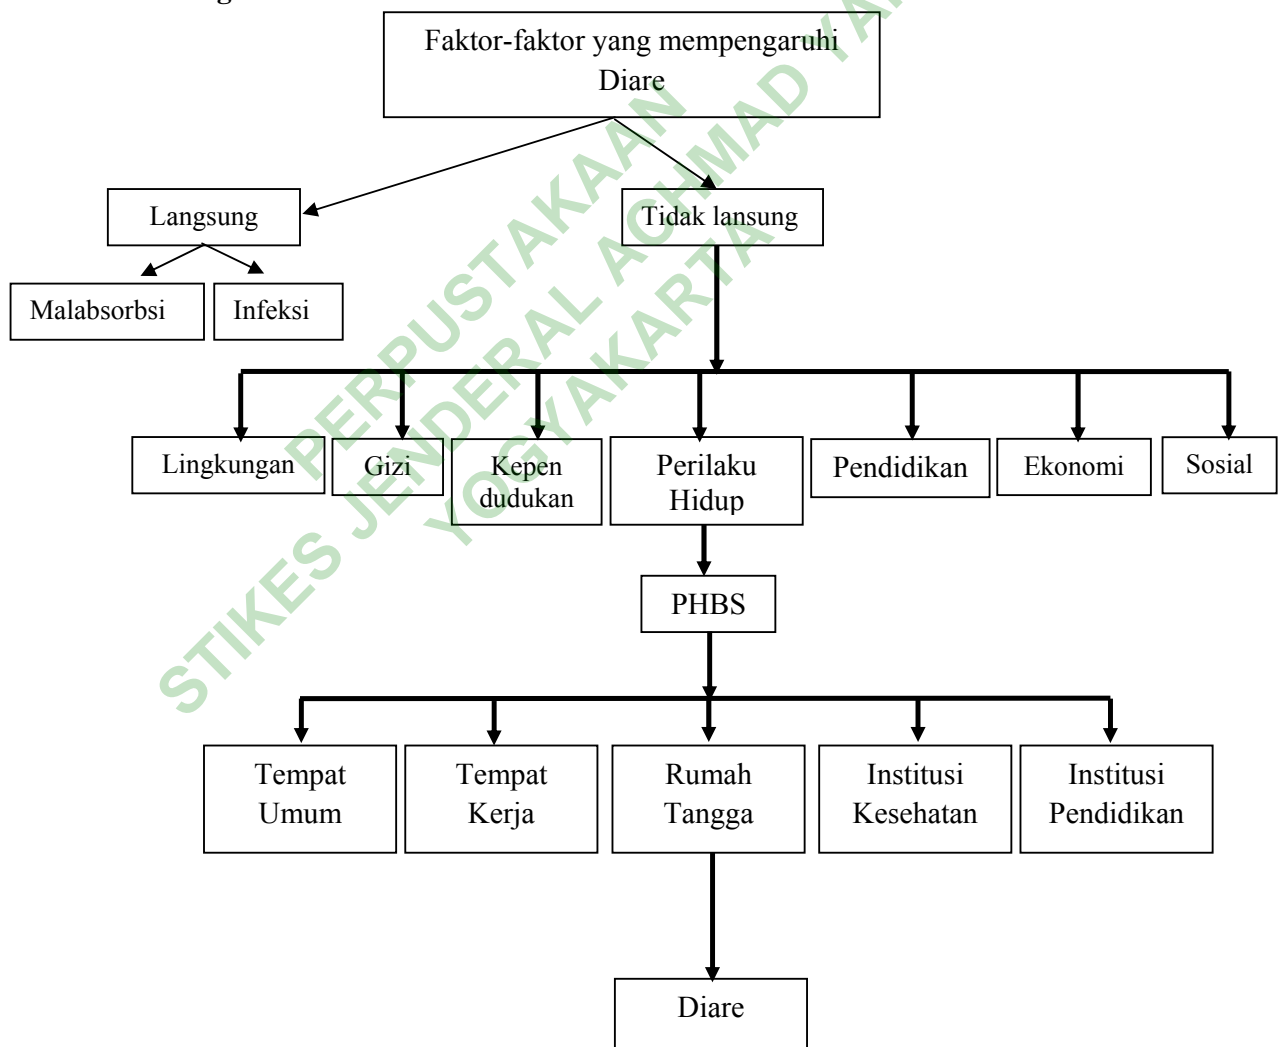 Faktor-faktor yang mempengaruhi
Diare
Langsung
Tidak lansung
Malabsorbsi
Infeksi
Lingkungan
Gizi
Kepen
dudukan
Perilaku
Hidup
Pendidikan
Ekonomi
Sosial
PHBS
Tempat
Umum
Tempat
Kerja
Rumah
Tangga
Institusi
Kesehatan
Institusi
Pendidikan
Diare
PERPUSTAKAAN
STIKES JENDERAL ACHMAD
YOGYAKARTA